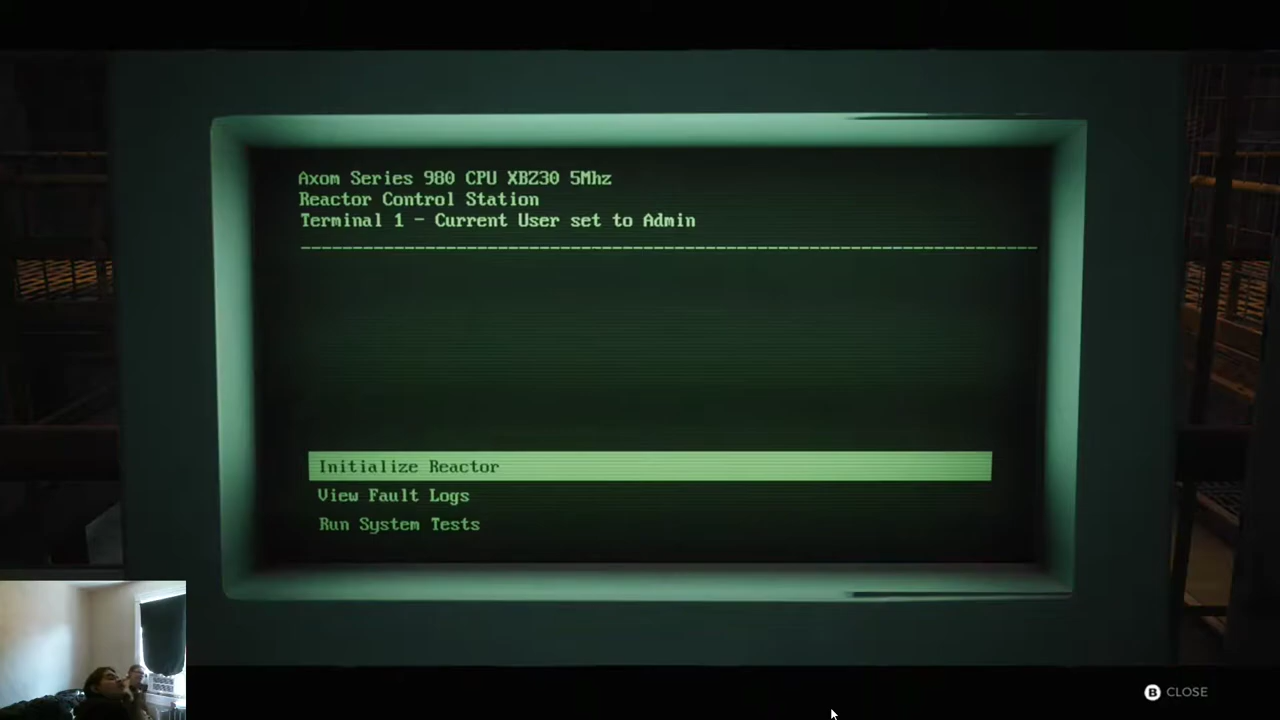 Axom Series 980 CPU XBZ30 5Mhz
Reactor Control Station
Terminal 1 - Current User set to Admin
Initialize Reactor
View Fault Logs
Run System Tests
B CLOSE